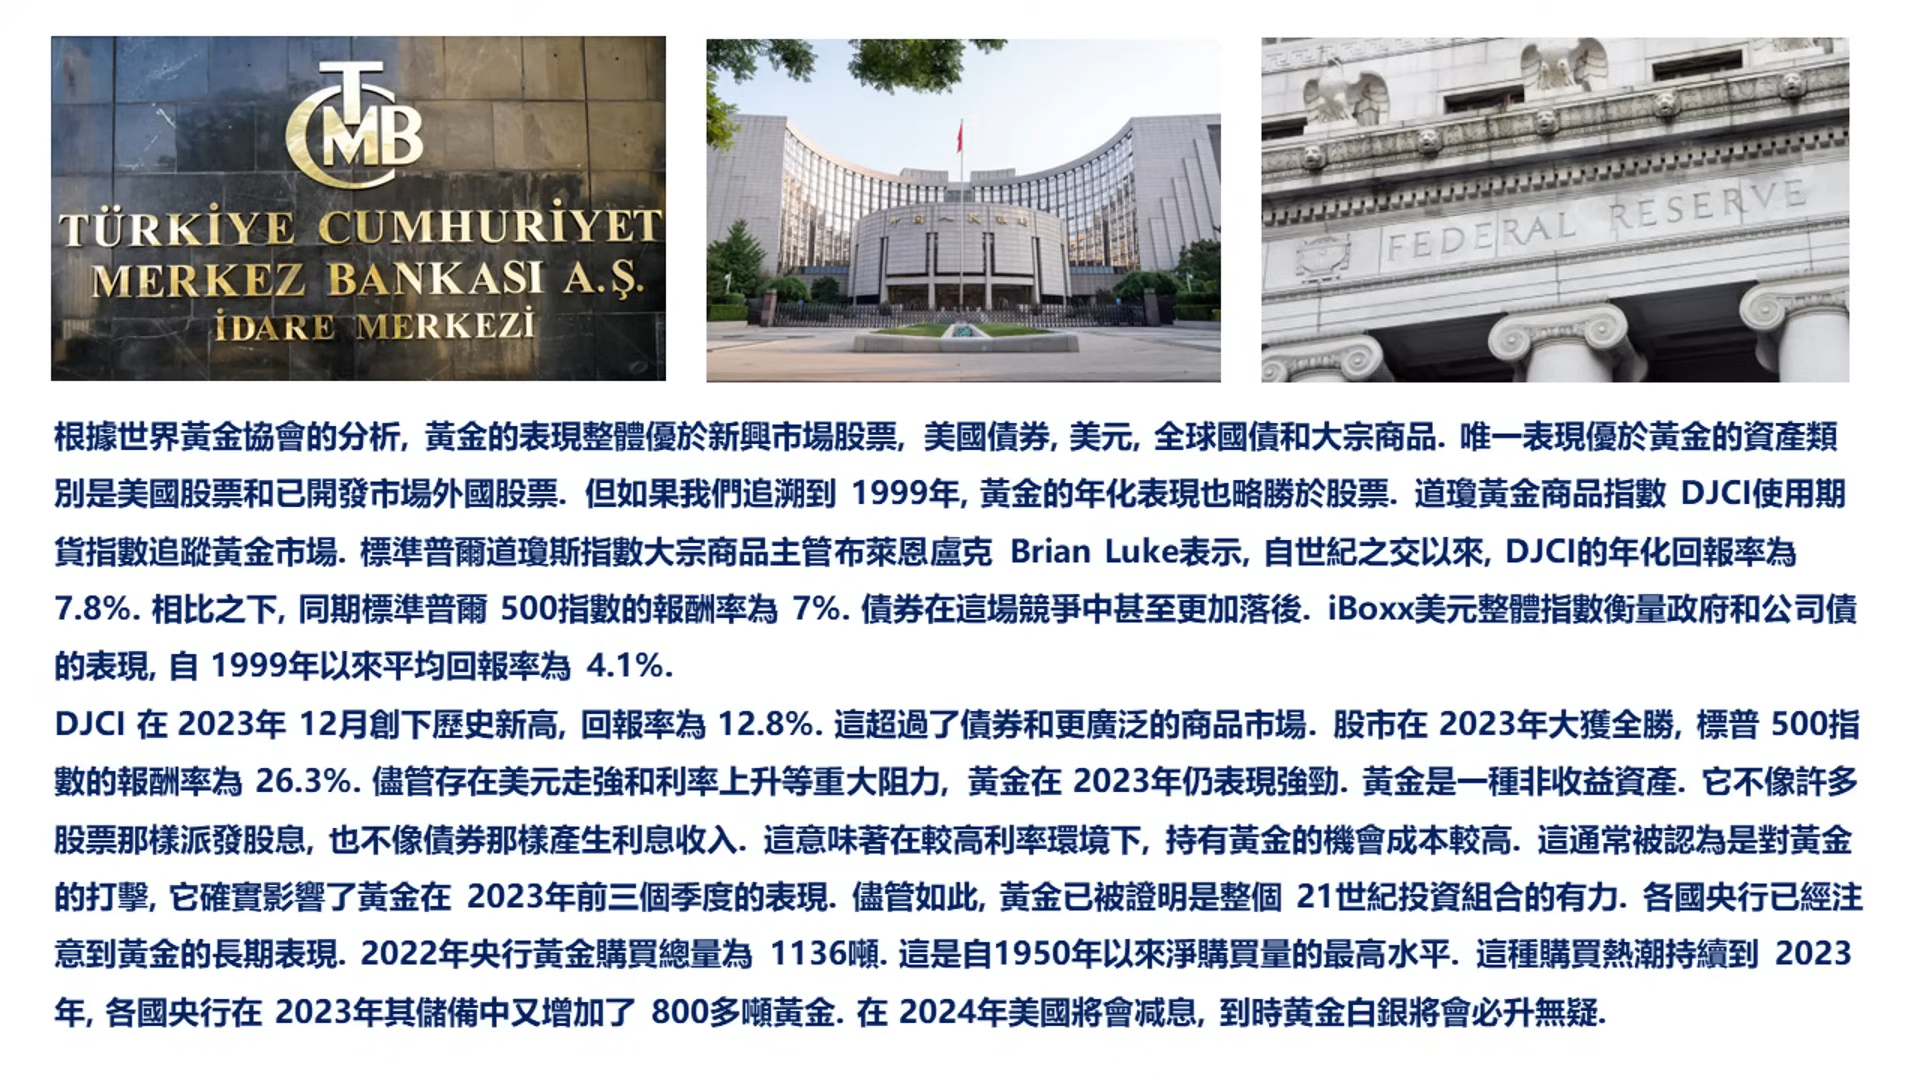 TCMB
TÜRKİYE CUMHURİYET
MERKEZ BANKASI A.Ş.
İDARE MERKEZİ
中国人民银行
FEDERAL RESERVE
根據世界黃金協會的分析, 黃金的表現整體優於新興市場股票, 美國債券, 美元, 全球國債和大宗商品. 唯一表現優於黃金的資產類
別是美國股票和已開發市場外國股票. 但如果我們追溯到 1999年, 黃金的年化表現也略勝於股票. 道瓊黃金商品指數 DJCI使用期
貨指數追蹤黃金市場. 標準普爾道瓊斯指數大宗商品主管布萊恩盧克 Brian Luke表示, 自世紀之交以來, DJCI的年化回報率為
7.8%. 相比之下, 同期標準普爾 500指數的報酬率為 7%. 債券在這場競爭中甚至更加落後. iBoxx美元整體指數衡量政府和公司債
的表現, 自 1999年以來平均回報率為 4.1%.
DJCI 在 2023年 12月創下歷史新高, 回報率為 12.8%. 這超過了債券和更廣泛的商品市場. 股市在 2023年大獲全勝, 標普 500指
數的報酬率為 26.3%. 儘管存在美元走強和利率上升等重大阻力, 黃金在 2023年仍表現強勁. 黃金是一種非收益資產. 它不像許多
股票那樣派發股息, 也不像債券那樣產生利息收入. 這意味著在較高利率環境下, 持有黃金的機會成本較高. 這通常被認為是對黃金
的打擊, 它確實影響了黃金在 2023年前三個季度的表現. 儘管如此, 黃金已被證明是整個 21世紀投資組合的有力. 各國央行已經注
意到黃金的長期表現. 2022年央行黃金購買總量為 1136噸. 這是自1950年以來淨購買量的最高水平. 這種購買熱潮持續到 2023
年, 各國央行在 2023年其儲備中又增加了 800多噸黃金. 在 2024年美國將會減息, 到時黄金白銀將會必升無疑.